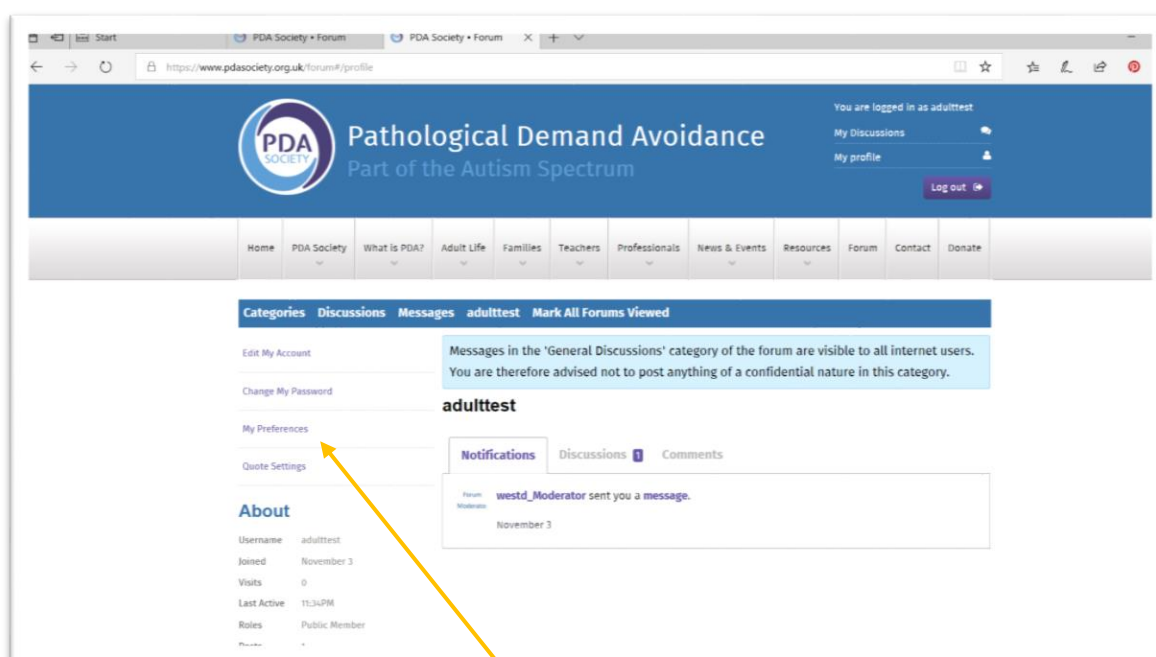 Start
PDA Society • Forum
PDA Society • Forum
https://www.pdasociety.org.uk/forum#/profile
PDA
SOCIETY
Pathological Demand Avoidance
Part of the Autism Spectrum
You are logged in as adulttest
My Discussions
My profile
Log out
Home PDA Society What is PDA? Adult Life Families Teachers Professionals News & Events Resources Forum Contact Donate
Categories Discussions Messages adulttest Mark All Forums Viewed
Edit My Account
Change My Password
My Preferences
Quote Settings
Messages in the 'General Discussions' category of the forum are visible to all internet users.
You are therefore advised not to post anything of a confidential nature in this category.
adulttest
Notifications Discussions 1 Comments
Forum
Moderator
westd_Moderator sent you a message.
November 3
About
Username adulttest
Joined November 3
Visits 0
Last Active 11:34PM
Roles Public Member